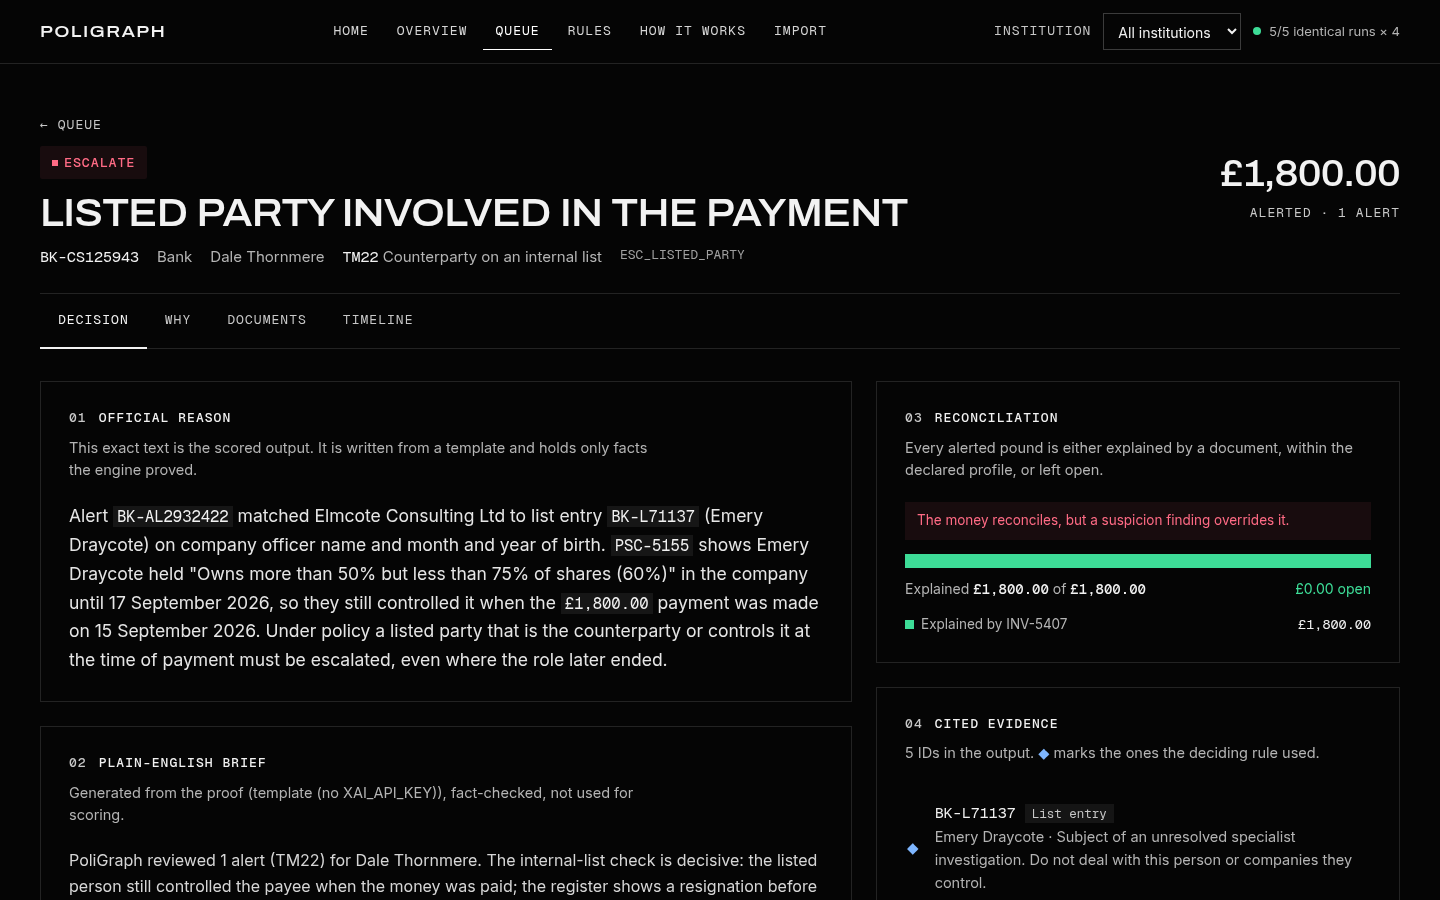 POLIGRAPH
HOME OVERVIEW QUEUE RULES HOW IT WORKS IMPORT
INSTITUTION All institutions 5/5 identical runs × 4
← QUEUE
ESCALATE
LISTED PARTY INVOLVED IN THE PAYMENT
£1,800.00
ALERTED · 1 ALERT
BK-CS125943 Bank Dale Thornmere TM22 Counterparty on an internal list ESC_LISTED_PARTY
DECISION WHY DOCUMENTS TIMELINE
01 OFFICIAL REASON
This exact text is the scored output. It is written from a template and holds only facts
the engine proved.
Alert BK-AL2932422 matched Elmcote Consulting Ltd to list entry BK-L71137 (Emery
Draycote) on company officer name and month and year of birth. PSC-5155 shows Emery
Draycote held "Owns more than 50% but less than 75% of shares (60%)" in the company
until 17 September 2026, so they still controlled it when the £1,800.00 payment was made
on 15 September 2026. Under policy a listed party that is the counterparty or controls it at
the time of payment must be escalated, even where the role later ended.
02 PLAIN-ENGLISH BRIEF
Generated from the proof (template (no XAI_API_KEY)), fact-checked, not used for
scoring.
PoliGraph reviewed 1 alert (TM22) for Dale Thornmere. The internal-list check is decisive: the listed
person still controlled the payee when the money was paid; the register shows a resignation before
03 RECONCILIATION
Every alerted pound is either explained by a document, within the
declared profile, or left open.
The money reconciles, but a suspicion finding overrides it.
Explained £1,800.00 of £1,800.00 £0.00 open
Explained by INV-5407 £1,800.00
04 CITED EVIDENCE
5 IDs in the output. ◆ marks the ones the deciding rule used.
BK-L71137 List entry
Emery Draycote · Subject of an unresolved specialist
investigation. Do not deal with this person or companies they
control.